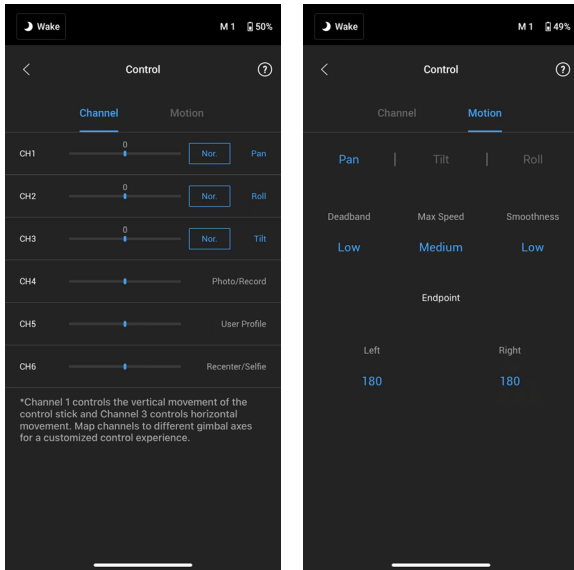 Wake M 1 50%
Control ?
Channel Motion
CH1 0 Nor. Pan
CH2 0 Nor. Roll
CH3 0 Nor. Tilt
CH4 Photo/Record
CH5 User Profile
CH6 Recenter/Selfie
*Channel 1 controls the vertical movement of the
control stick and Channel 3 controls horizontal
movement. Map channels to different gimbal axes
for a customized control experience.
Wake M 1 49%
Control ?
Channel Motion
Pan | Tilt | Roll
Deadband Max Speed Smoothness
Low Medium Low
Endpoint
Left Right
180 180